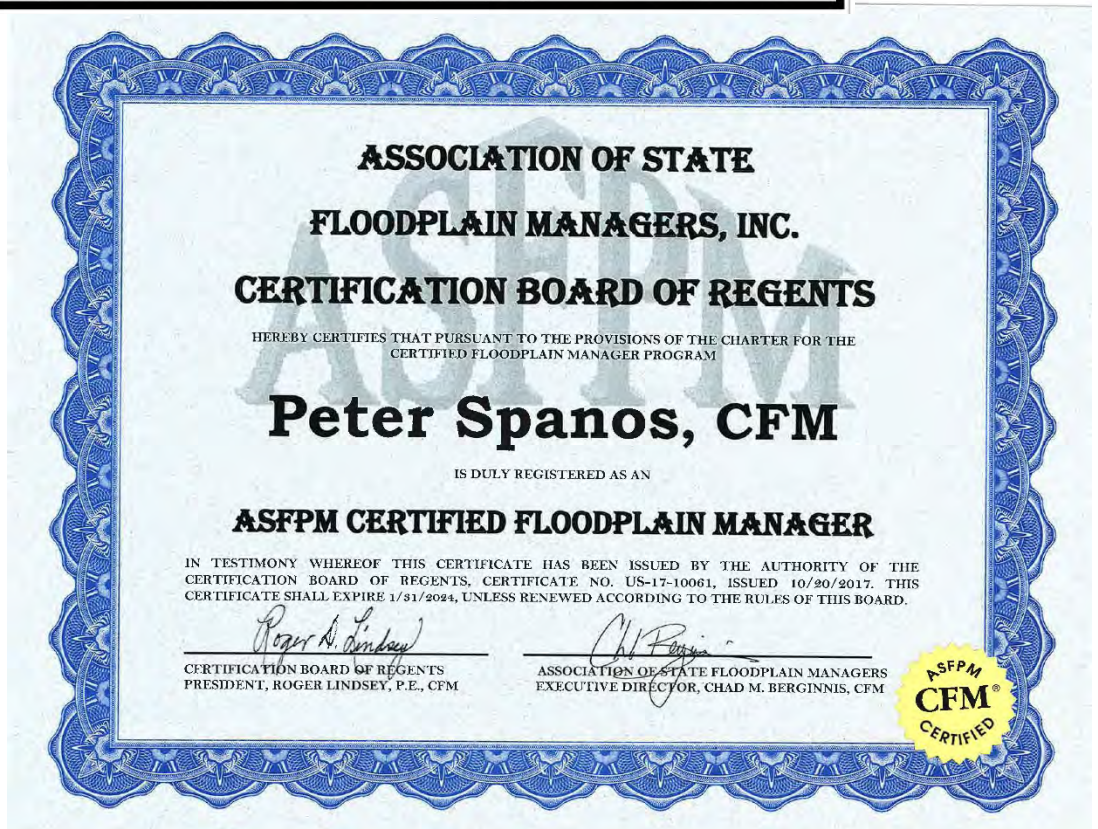 ASFPM
ASSOCIATION OF STATE
FLOODPLAIN MANAGERS, INC.
CERTIFICATION BOARD OF REGENTS
HEREBY CERTIFIES THAT PURSUANT TO THE PROVISIONS OF THE CHARTER FOR THE
CERTIFIED FLOODPLAIN MANAGER PROGRAM
Peter Spanos, CFM
IS DULY REGISTERED AS AN
ASFPM CERTIFIED FLOODPLAIN MANAGER
IN TESTIMONY WHEREOF THIS CERTIFICATE HAS BEEN ISSUED BY THE AUTHORITY OF THE
CERTIFICATION BOARD OF REGENTS, CERTIFICATE NO. US-17-10061, ISSUED 10/20/2017. THIS
CERTIFICATE SHALL EXPIRE 1/31/2024, UNLESS RENEWED ACCORDING TO THE RULES OF THIS BOARD.
Roger D. Lindsey
CERTIFICATION BOARD OF REGENTS
PRESIDENT, ROGER LINDSEY, P.E., CFM
ASSOCIATION OF STATE FLOODPLAIN MANAGERS
EXECUTIVE DIRECTOR, CHAD M. BERGINNIS, CFM
ASFPM
CFM®
CERTIFIED